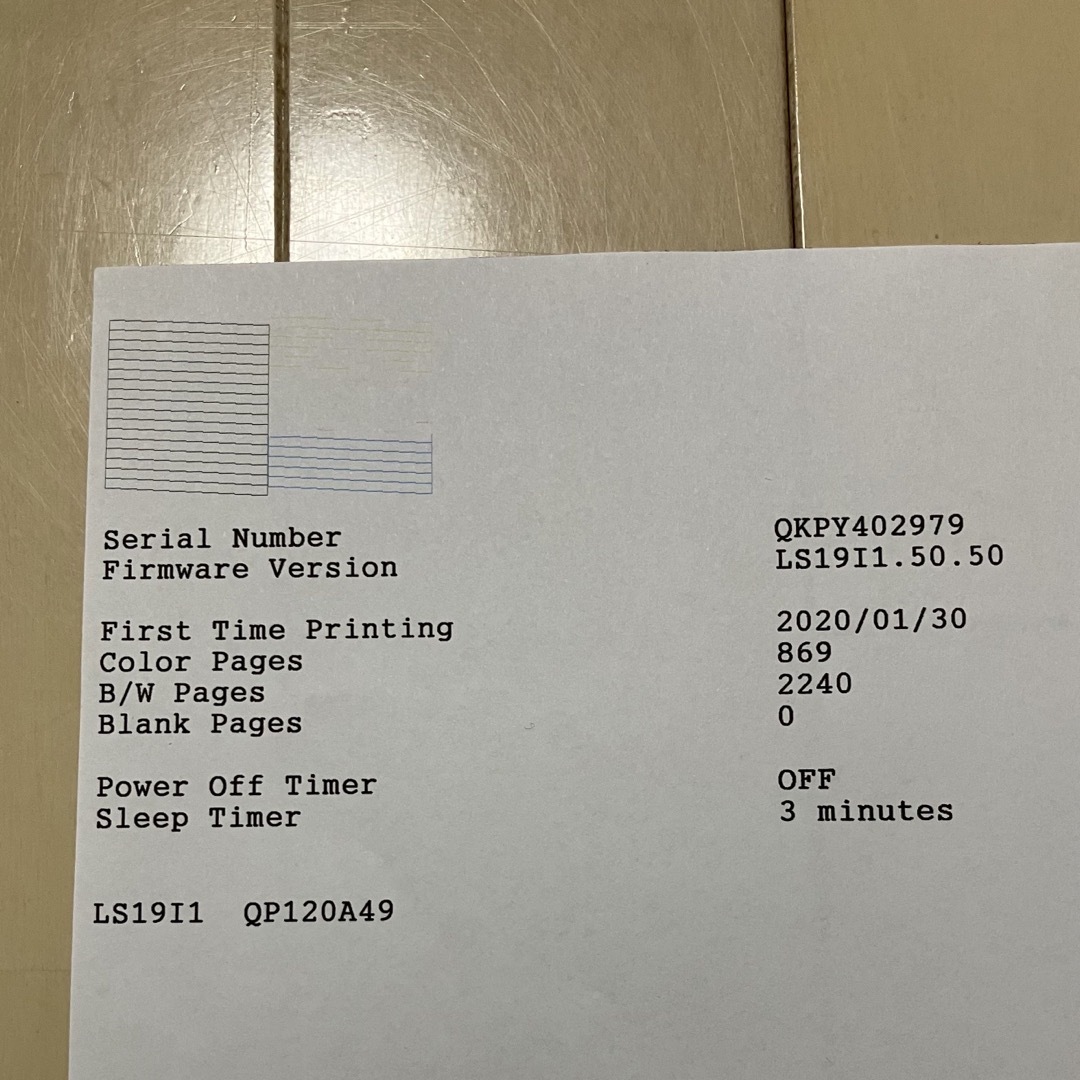 Serial Number QKPY402979
Firmware Version LS19I1.50.50
First Time Printing 2020/01/30
Color Pages 869
B/W Pages 2240
Blank Pages 0
Power Off Timer OFF
Sleep Timer 3 minutes
LS19I1 QP120A49